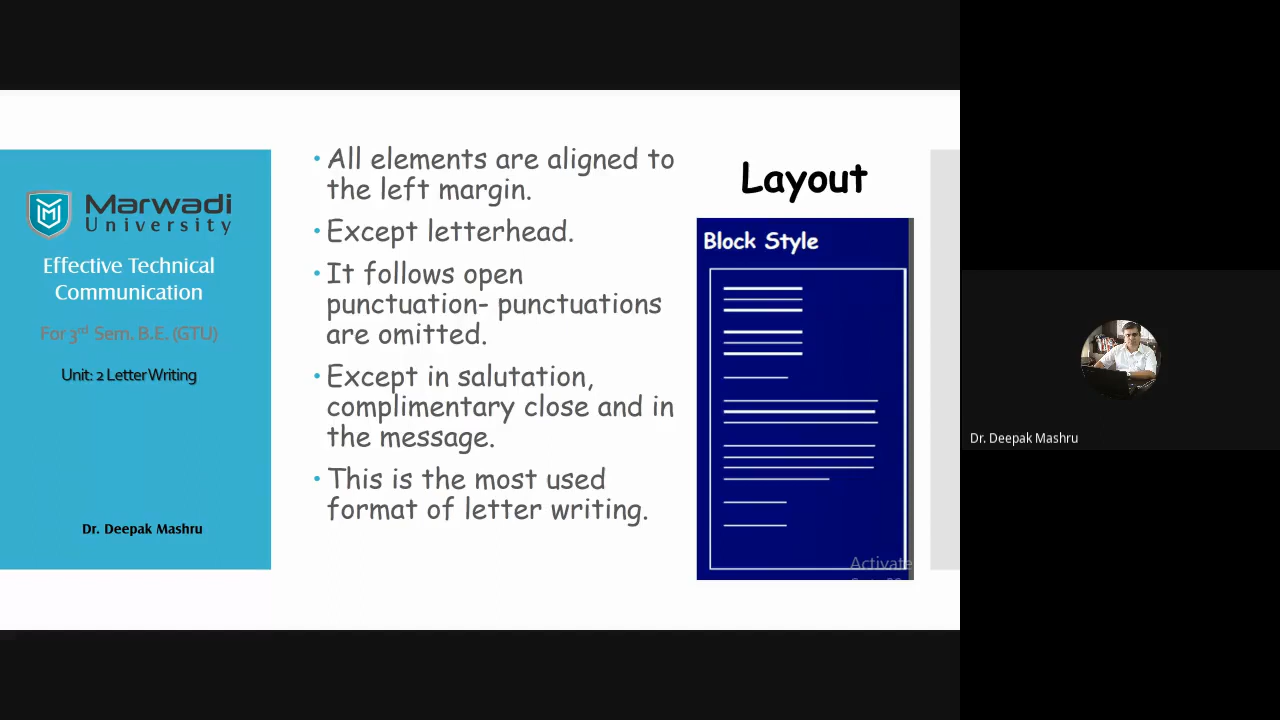 Marwadi
University
Effective Technical
Communication
For 3rd Sem. B.E. (GTU)
Unit: 2 Letter Writing
Dr. Deepak Mashru
• All elements are aligned to
the left margin.
• Except letterhead.
• It follows open
punctuation- punctuations
are omitted.
• Except in salutation,
complimentary close and in
the message.
• This is the most used
format of letter writing.
Layout
Block Style
Activate
Dr. Deepak Mashru